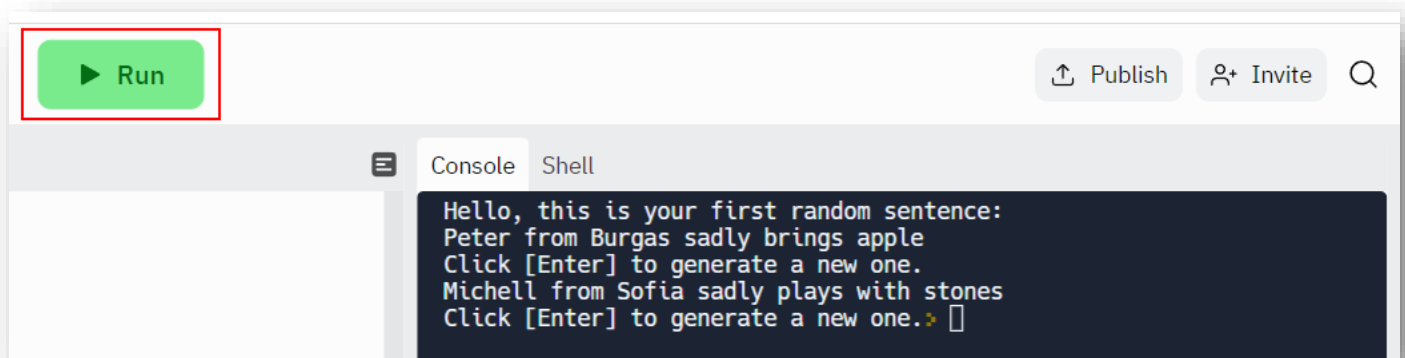 Run
Publish
Invite
Console
Shell
Hello, this is your first random sentence:
Peter from Burgas sadly brings apple
Click [Enter] to generate a new one.
Michell from Sofia sadly plays with stones
Click [Enter] to generate a new one.>